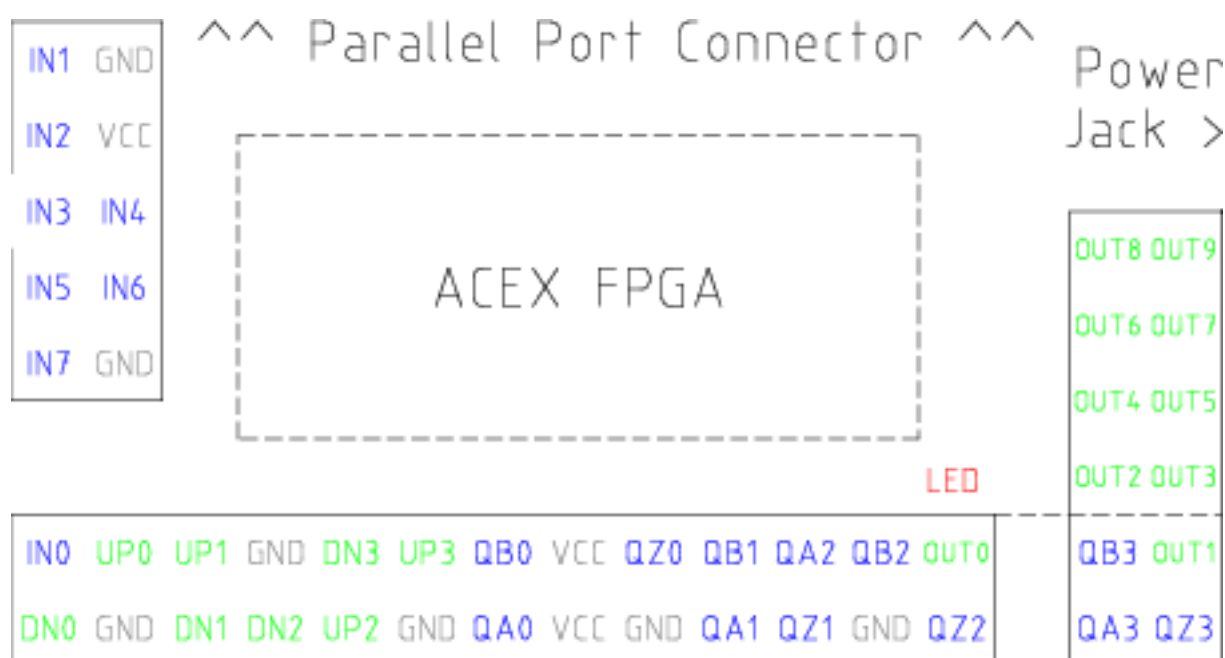 ^^ Parallel Port Connector ^^
Power
Jack >
IN1 GND
IN2 VCC
IN3 IN4
IN5 IN6
IN7 GND
ACEX FPGA
OUT8 OUT9
OUT6 OUT7
OUT4 OUT5
OUT2 OUT3
LED
IN0 UP0 UP1 GND DN3 UP3 QB0 VCC QZ0 QB1 QA2 QB2 OUT0
DN0 GND DN1 DN2 UP2 GND QA0 VCC GND QA1 QZ1 GND QZ2
QB3 OUT1
QA3 QZ3